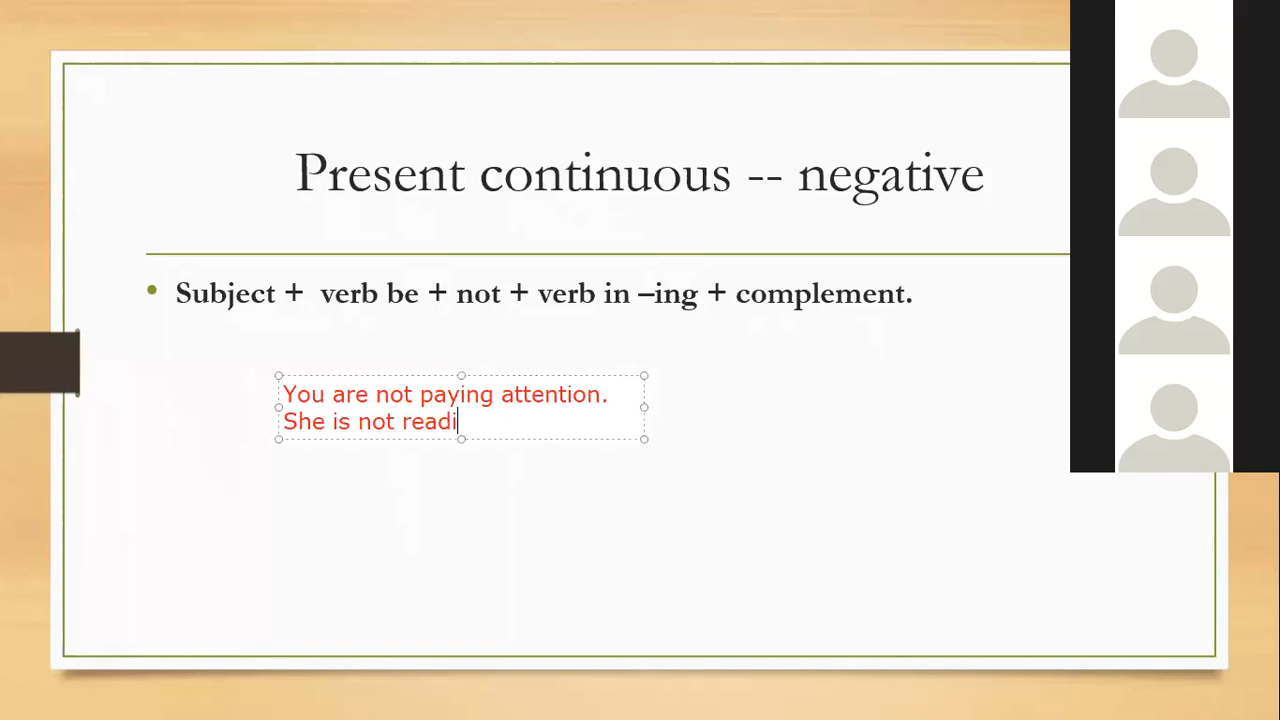 Present continuous -- negative
• Subject +  verb be + not + verb in –ing + complement.
You are not paying attention.
She is not readi